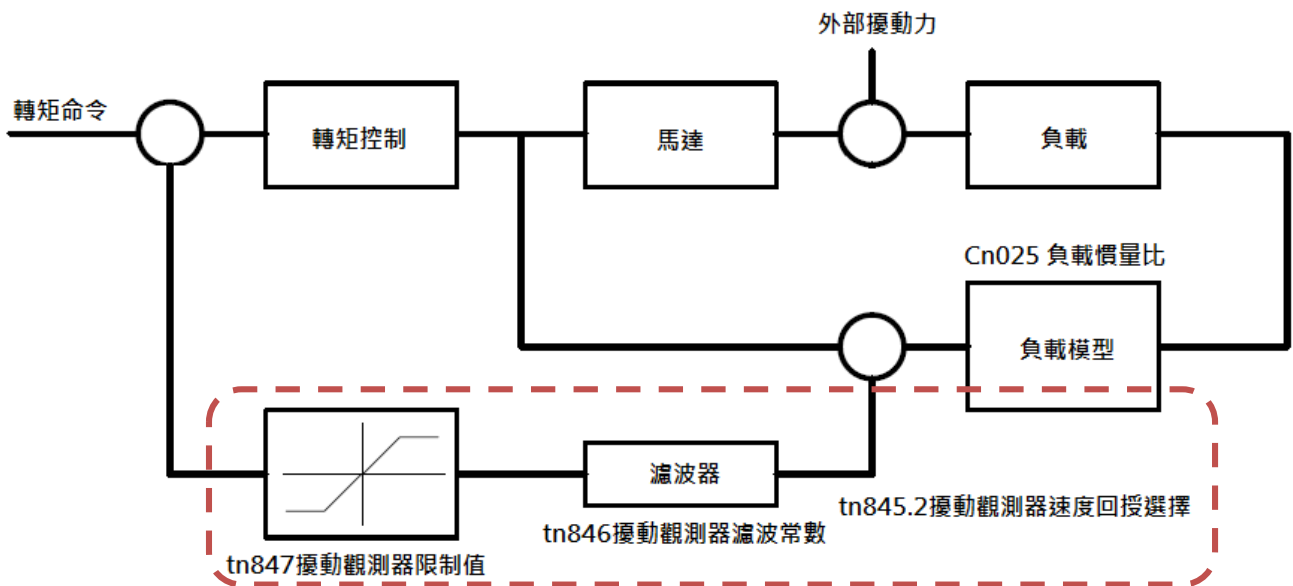 外部擾動力
轉矩命令
轉矩控制
馬達
負載
Cn025 負載慣量比
負載模型
濾波器
tn845.2擾動觀測器速度回授選擇
tn846擾動觀測器濾波常數
tn847擾動觀測器限制值